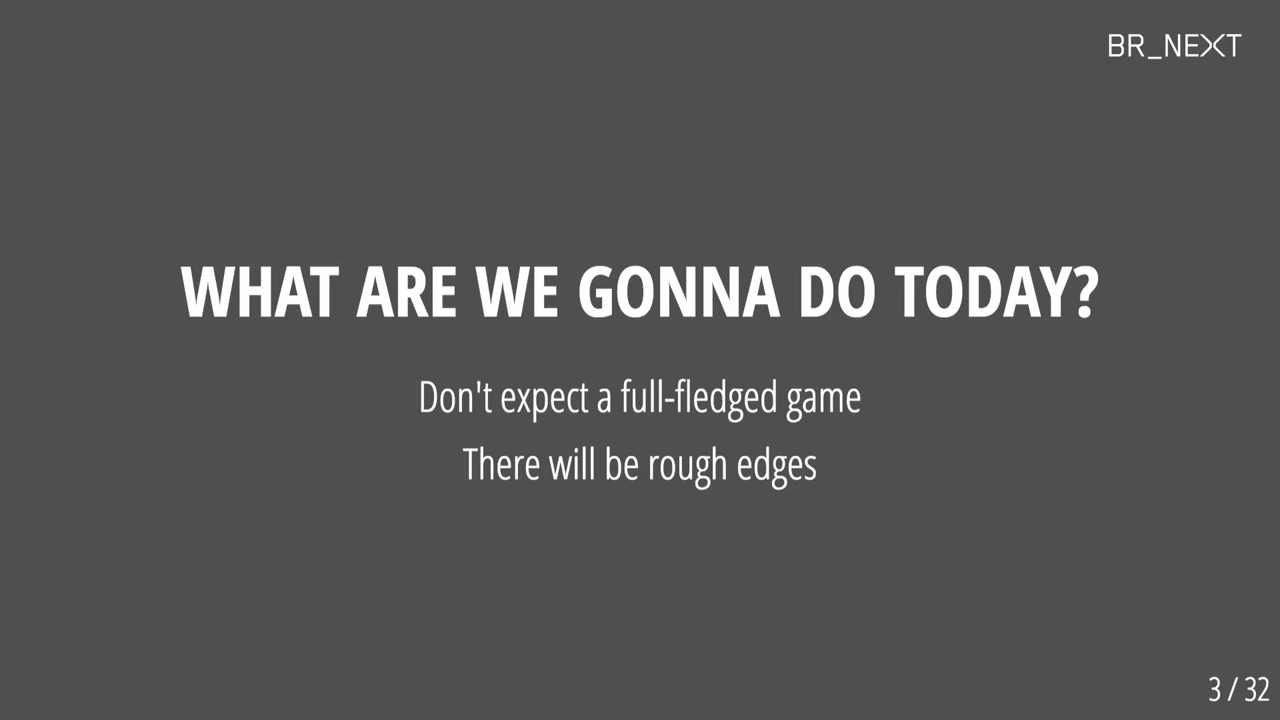 BR_NEXT
WHAT ARE WE GONNA DO TODAY?
Don't expect a full-fledged game
There will be rough edges
3 / 32